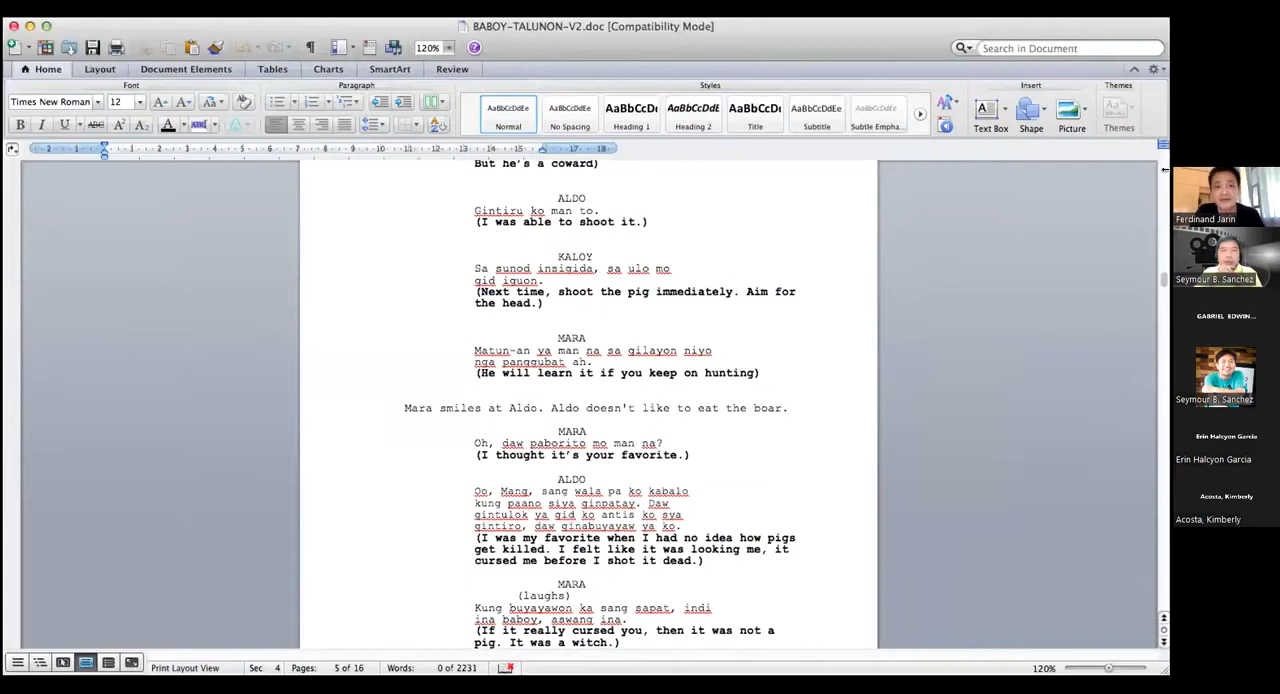 BABOY-TALUNON-V2.doc [Compatibility Mode]
120%
Search in Document
Home
Layout
Document Elements
Tables
Charts
SmartArt
Review
Font
Paragraph
Styles
Insert
Themes
Times New Roman
12
AaBbCcDdEe
Normal
AaBbCcDdEe
No Spacing
AaBbCcDc
Heading 1
AaBbCcDdE
Heading 2
AaBbCcDc
Title
AaBbCcDdEe
Subtitle
AaBbCcDdEe
Subtle Empha...
Text Box
Shape
Picture
Themes
But he's a coward)
ALDO
Gintiru ko man to.
(I was able to shoot it.)
KALOY
Sa sunod insigida, sa ulo mo
gid iguon.
(Next time, shoot the pig immediately. Aim for
the head.)
MARA
Matun-an ya man na sa gilayon niyo
nga panggubat ah.
(He will learn it if you keep on hunting)
Mara smiles at Aldo. Aldo doesn't like to eat the boar.
MARA
Oh, daw paborito mo man na?
(I thought it's your favorite.)
ALDO
Oo, Mang, sang wala pa ko kabalo
kung paano siya ginpatay. Daw
gintulok ya gid ko antis ko sya
gintiro, daw ginabuyayaw ya ko.
(I was my favorite when I had no idea how pigs
get killed. I felt like it was looking me, it
cursed me before I shot it dead.)
MARA
(laughs)
Kung buyayawon ka sang sapat, indi
ina baboy, aswang ina.
(If it really cursed you, then it was not a
pig. It was a witch.)
Print Layout View
Sec 4
Pages: 5 of 16
Words: 0 of 2231
120%
Ferdinand Jarin
Seymour B. Sanchez
GABRIEL EDWIN...
Seymour B. Sanchez
Erin Halcyon Garcia
Erin Halcyon Garcia
Acosta, Kimberly
Acosta, Kimberly